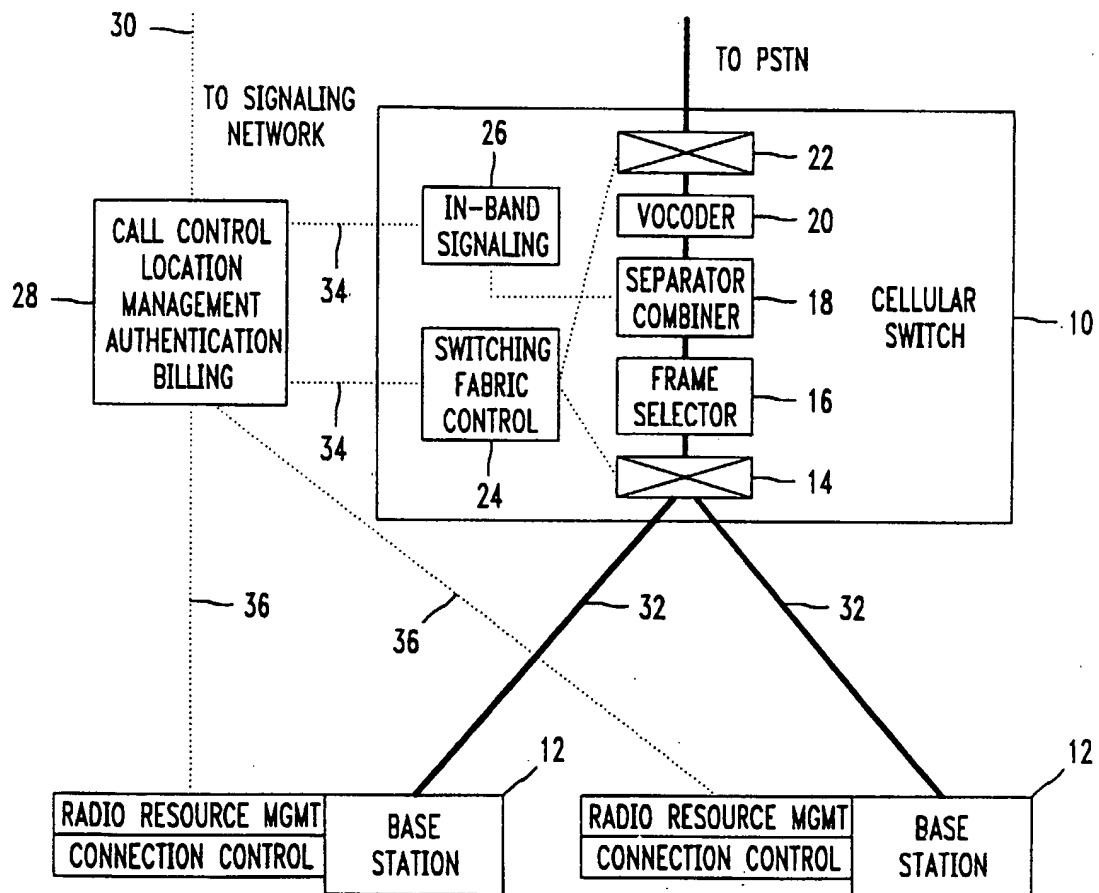 30
TO PSTN
TO SIGNALING
NETWORK
26
22
IN-BAND
SIGNALING
VOCODER
20
CALL CONTROL
LOCATION
MANAGEMENT
AUTHENTICATION
BILLING
28
34
SEPARATOR
COMBINER
18
CELLULAR
SWITCH
10
SWITCHING
FABRIC
CONTROL
FRAME
SELECTOR
16
34
24
14
36
36
32
32
12
12
RADIO RESOURCE MGMT
CONNECTION CONTROL
BASE
STATION
RADIO RESOURCE MGMT
CONNECTION CONTROL
BASE
STATION